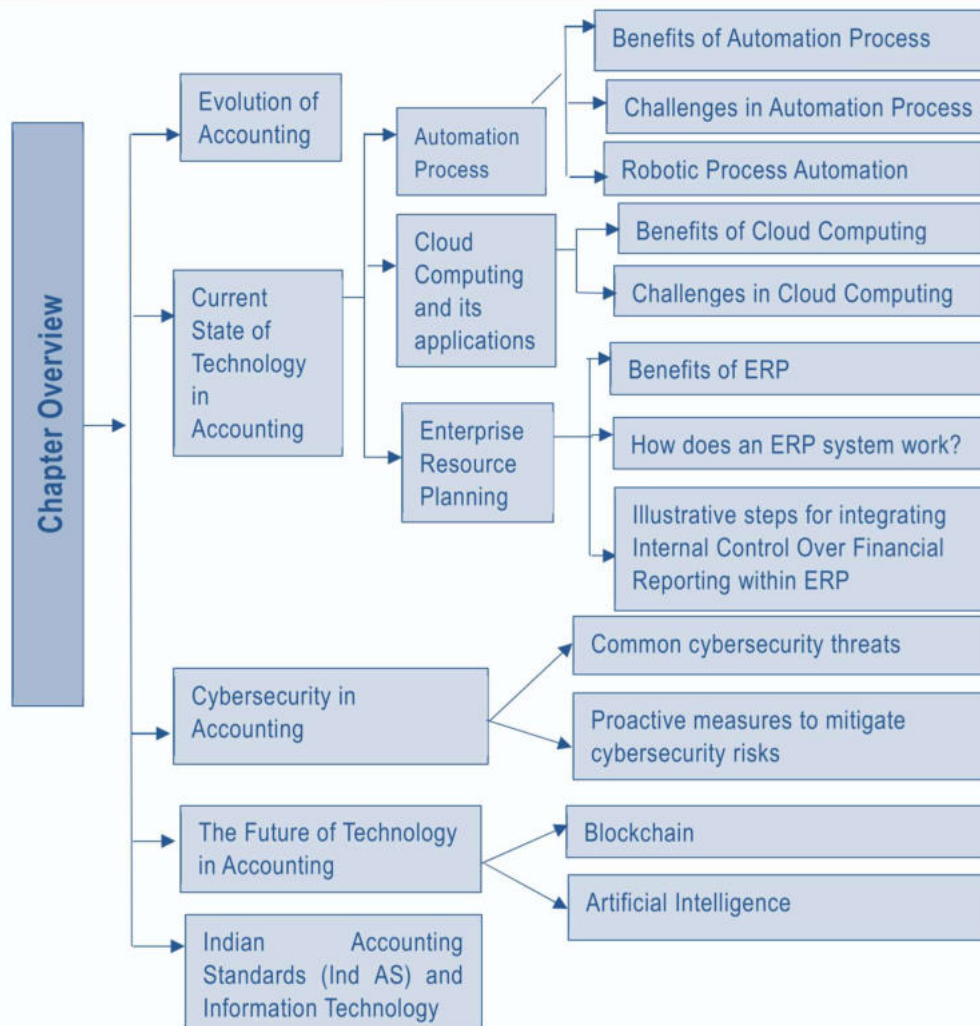 Chapter Overview
Evolution of
Accounting
Current
State of
Technology
in
Accounting
Automation
Process
Benefits of Automation Process
Challenges in Automation Process
Robotic Process Automation
Cloud
Computing
and its
applications
Benefits of Cloud Computing
Challenges in Cloud Computing
Enterprise
Resource
Planning
Benefits of ERP
How does an ERP system work?
Illustrative steps for integrating
Internal Control Over Financial
Reporting within ERP
Cybersecurity in
Accounting
Common cybersecurity threats
Proactive measures to mitigate
cybersecurity risks
The Future of Technology
in Accounting
Blockchain
Artificial Intelligence
Indian Accounting
Standards (Ind AS) and
Information Technology